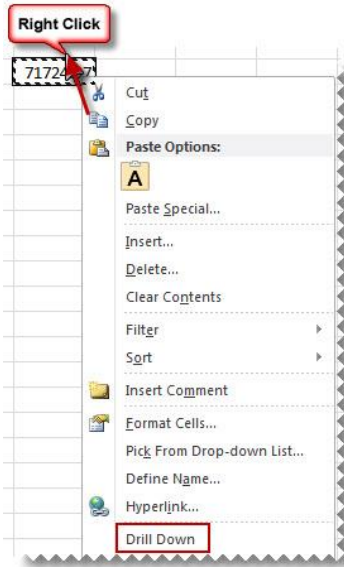 Right Click
Cut
Copy
Paste Options:
A
Paste Special...
Insert...
Delete...
Clear Contents
Filter
Sort
Insert Comment
Format Cells...
Pick From Drop-down List...
Define Name...
Hyperlink...
Drill Down